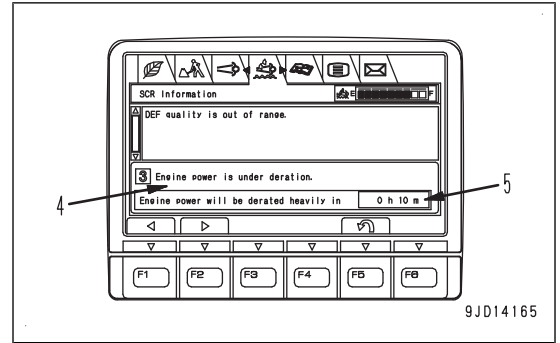 SCR Information
E F
DEF quality is out of range.
3 Engine power is under deration.
Engine power will be derated heavily in 0 h 10 m
4
5
F1 F2 F3 F4 F5 F6
9JD14165